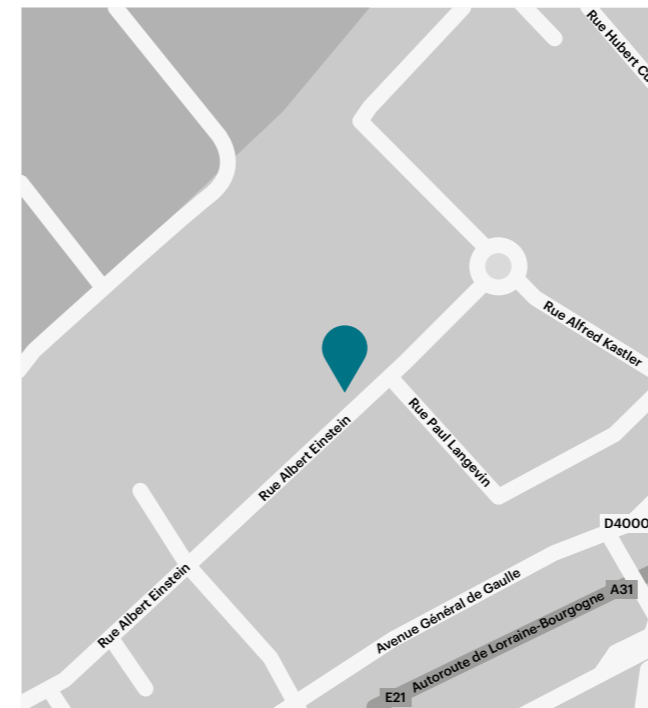 Rue Hubert
Rue Alfred Kastler
Rue Paul Langevin
Rue Albert Einstein
D4000
Rue Albert Einstein
Avenue Général de Gaulle
A31
Autoroute de Lorraine-Bourgogne
E21